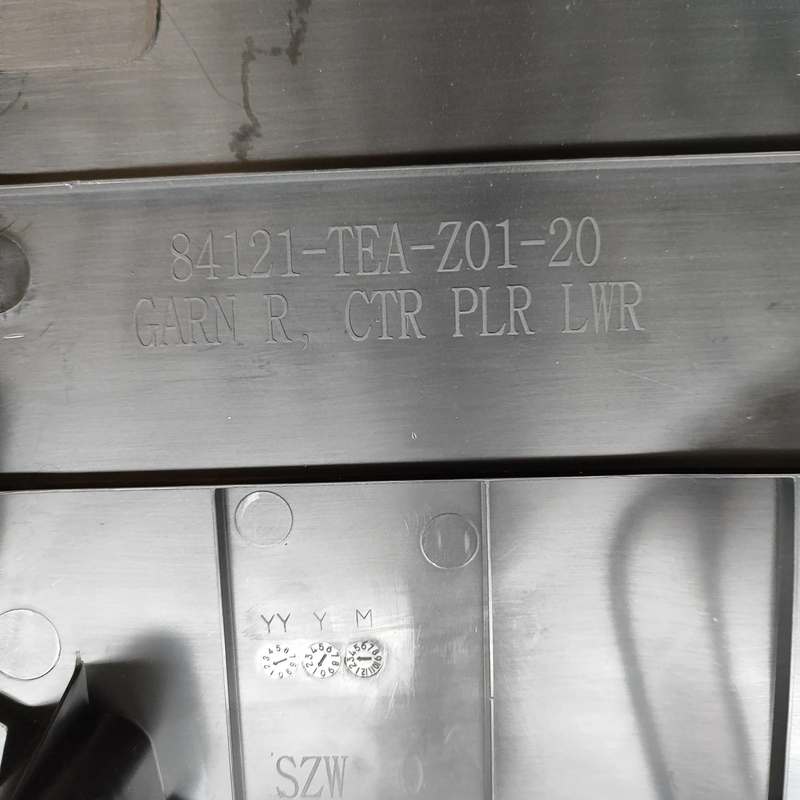 84121-TEA-Z01-20
GARN R, CTR PLR LWR
YY Y M
SZW